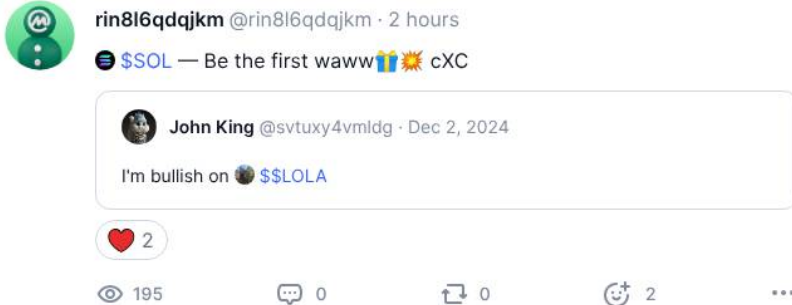 rin8l6qdqjkm @rin8l6qdqjkm · 2 hours
$SOL — Be the first waww🎁💥 cXC
John King @svtuxy4vmldg · Dec 2, 2024
I'm bullish on $$LOLA
❤️ 2
195 0 0 2